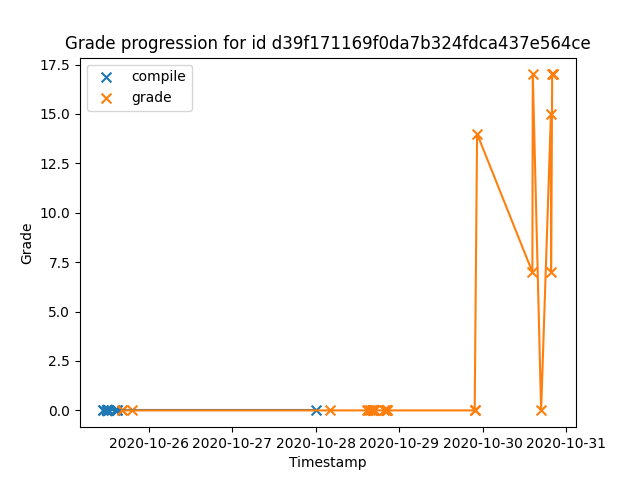 Grade progression for id d39f171169f0da7b324fdca437e564ce
17.5
15.0
12.5
10.0
7.5
5.0
2.5
0.0
Grade
compile
grade
2020-10-26 2020-10-27 2020-10-28 2020-10-29 2020-10-30 2020-10-31
Timestamp